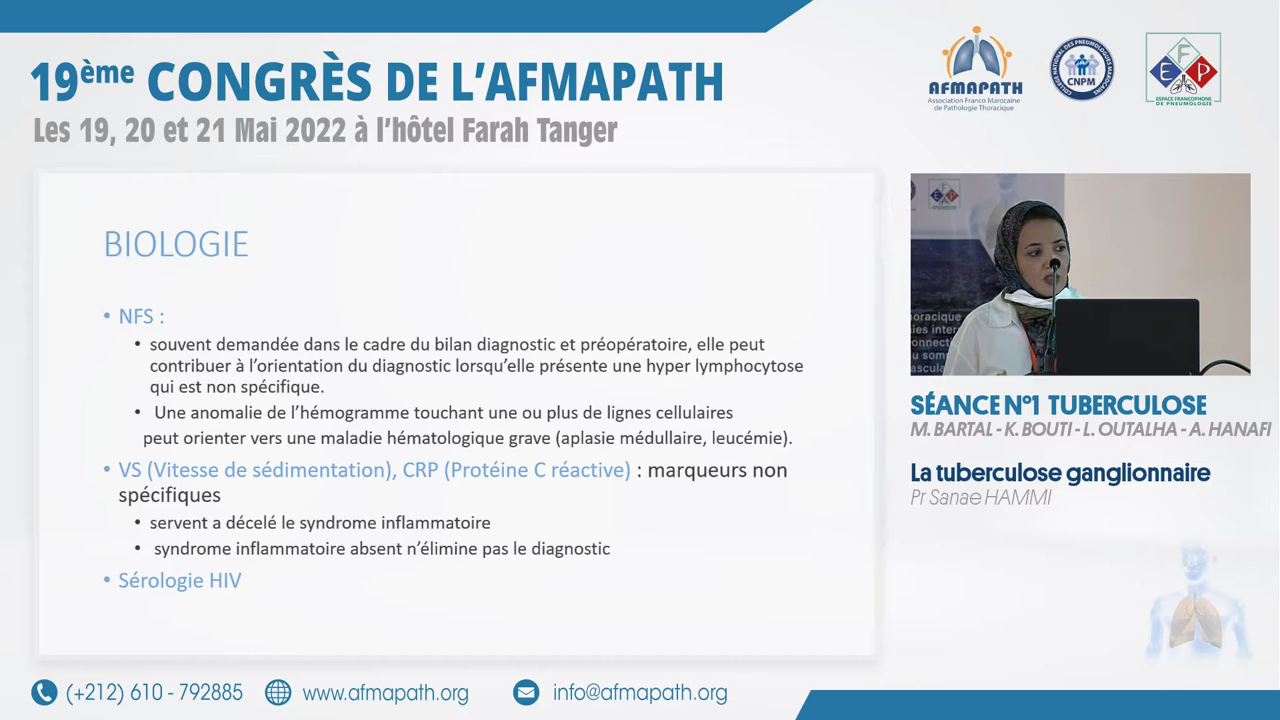 19ème CONGRÈS DE L'AFMAPATH
Les 19, 20 et 21 Mai 2022 à l'hôtel Farah Tanger
AFMAPATH
Association Franco Marocaine
de Pathologie Thoracique
COLLÈGE NATIONAL DES PNEUMOLOGUES MAROCAINS
CNPM
E F P
ESPACE FRANCOPHONE
DE PNEUMOLOGIE
BIOLOGIE
• NFS :
• souvent demandée dans le cadre du bilan diagnostic et préopératoire, elle peut
contribuer à l'orientation du diagnostic lorsqu'elle présente une hyper lymphocytose
qui est non spécifique.
• Une anomalie de l'hémogramme touchant une ou plus de lignes cellulaires
peut orienter vers une maladie hématologique grave (aplasie médullaire, leucémie).
• VS (Vitesse de sédimentation), CRP (Protéine C réactive) : marqueurs non
spécifiques
• servent a décelé le syndrome inflammatoire
• syndrome inflammatoire absent n'élimine pas le diagnostic
• Sérologie HIV
SÉANCE N°1 TUBERCULOSE
M. BARTAL - K. BOUTI - L. OUTALHA - A. HANAFI
La tuberculose ganglionnaire
Pr Sanae HAMMI
(+212) 610 - 792885
www.afmapath.org
info@afmapath.org